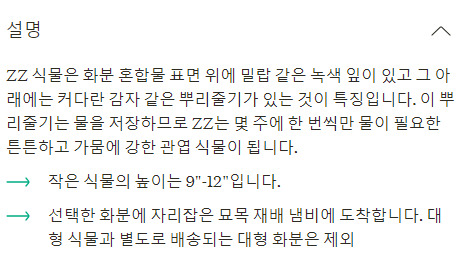 설명
ZZ 식물은 화분 혼합물 표면 위에 밀랍 같은 녹색 잎이 있고 그 아
래에는 커다란 감자 같은 뿌리줄기가 있는 것이 특징입니다. 이 뿌
리줄기는 물을 저장하므로 ZZ는 몇 주에 한 번씩만 물이 필요한
튼튼하고 가뭄에 강한 관엽 식물이 됩니다.
작은 식물의 높이는 9"-12"입니다.
선택한 화분에 자리잡은 묘목 재배 냄비에 도착합니다. 대
형 식물과 별도로 배송되는 대형 화분은 제외